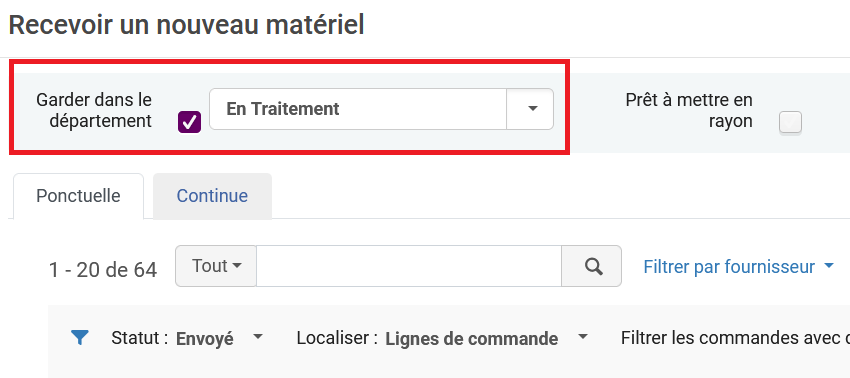 Recevoir un nouveau matériel
Garder dans le
département
En Traitement
Prêt à mettre en
rayon
Ponctuelle
Continue
1 - 20 de 64
Tout
Filtrer par fournisseur
Statut : Envoyé
Localiser : Lignes de commande
Filtrer les commandes avec